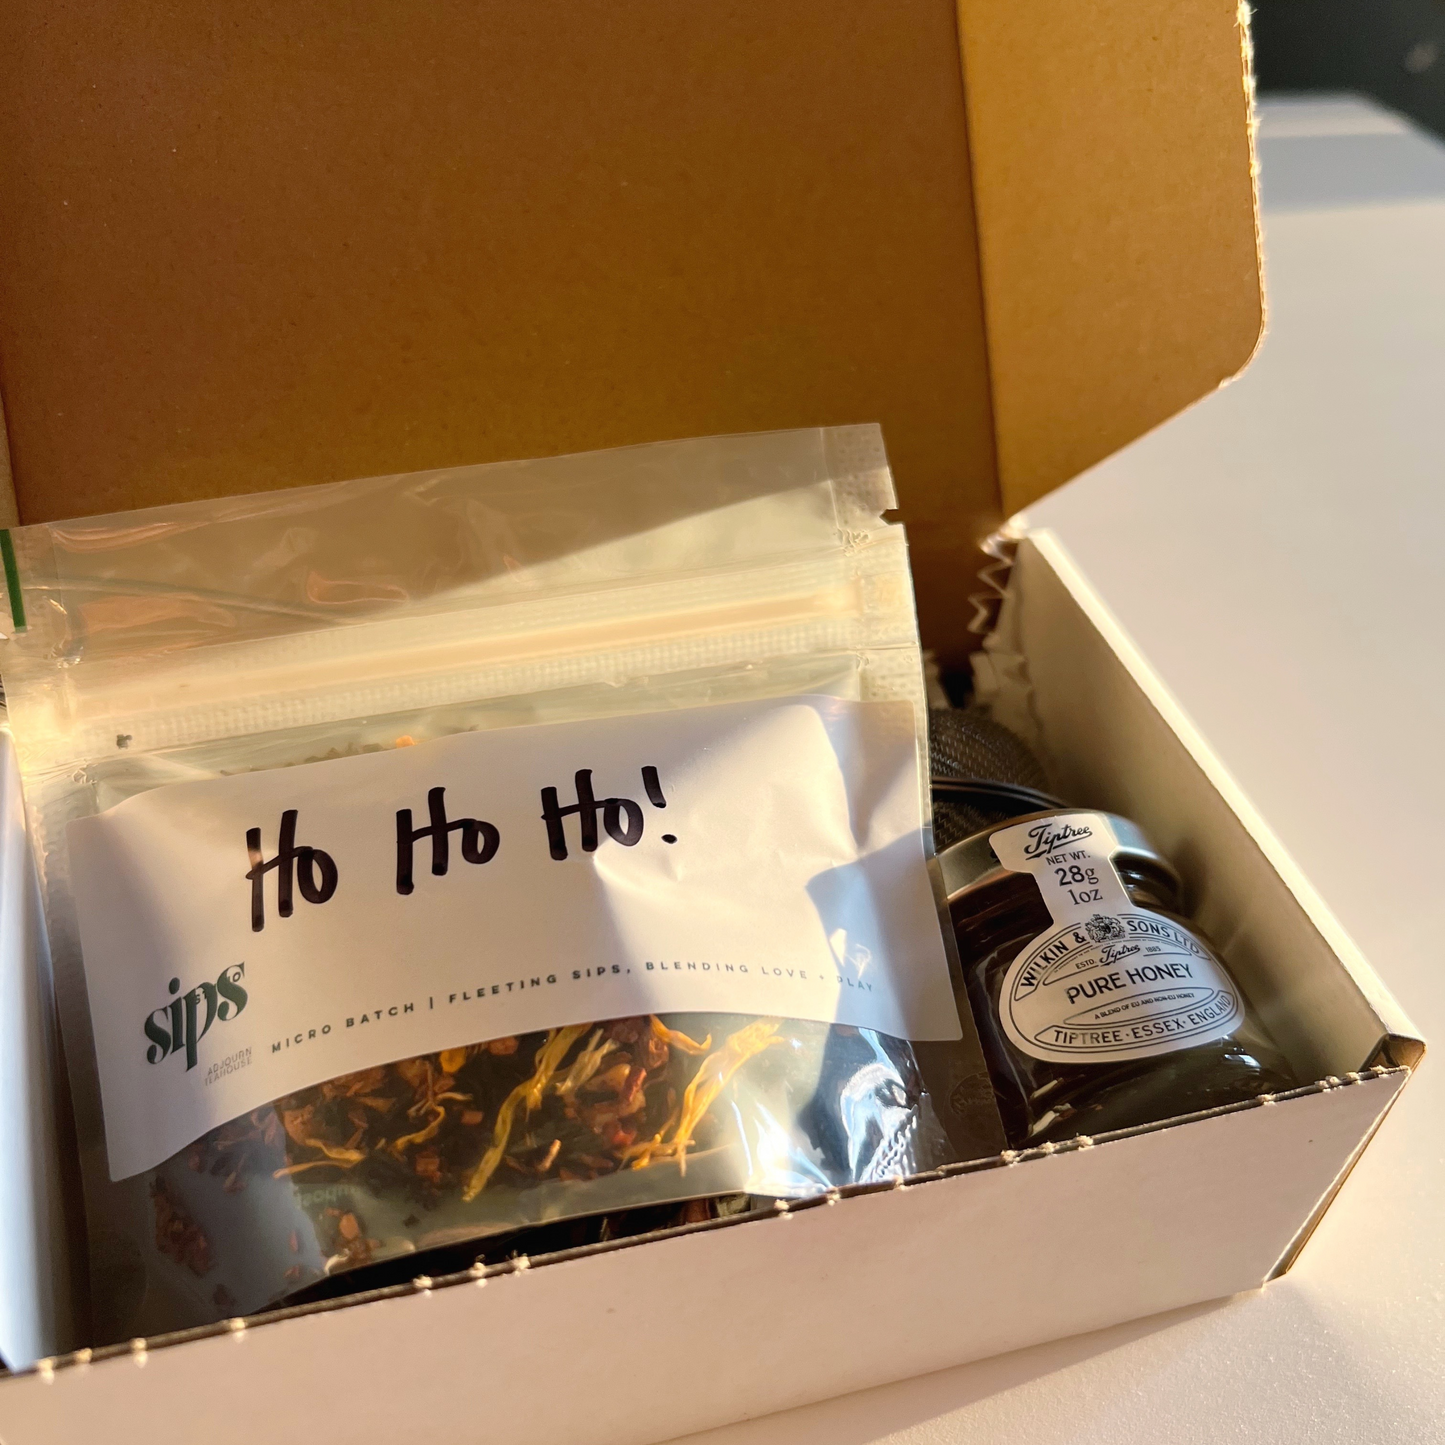 Ho Ho Ho!
sips
ADJOURN
TEAHOUSE
MICRO BATCH | FLEETING SIPS, BLENDING LOVE + PLAY
Tiptree
NET WT.
28g
1oz
WILKIN & SONS LTD
ESTD. Tiptree 1885
PURE HONEY
A BLEND OF EU AND NON-EU HONEY
TIPTREE · ESSEX · ENGLAND